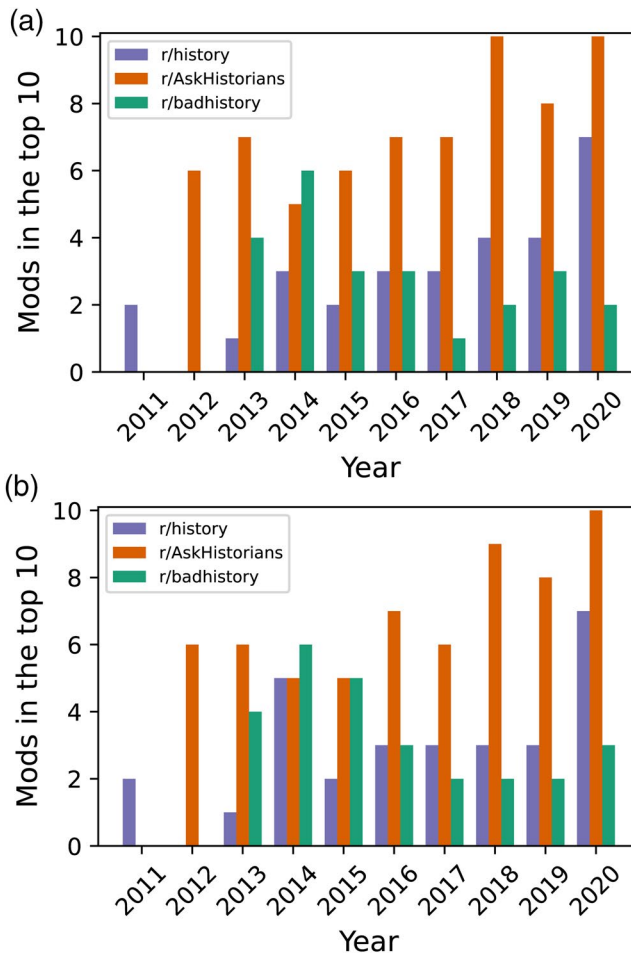 (a)
Mods in the top 10
10
8
6
4
2
0
r/history
r/AskHistorians
r/badhistory
2011 2012 2013 2014 2015 2016 2017 2018 2019 2020
Year
(b)
Mods in the top 10
10
8
6
4
2
0
r/history
r/AskHistorians
r/badhistory
2011 2012 2013 2014 2015 2016 2017 2018 2019 2020
Year